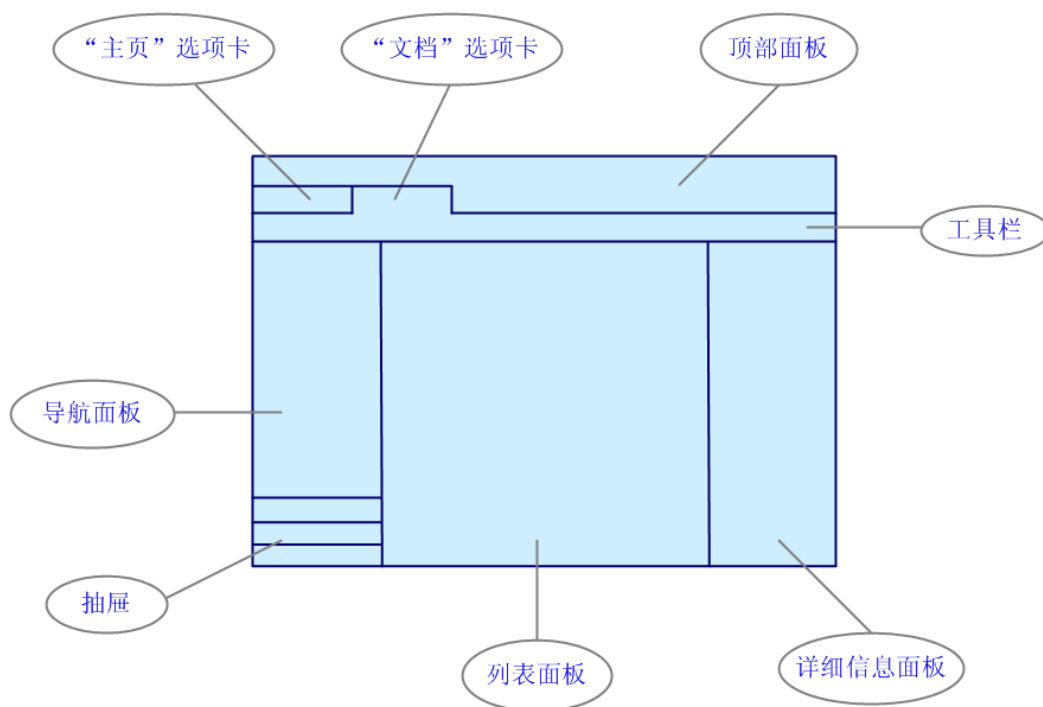 “主页”选项卡
“文档”选项卡
顶部面板
工具栏
导航面板
抽屉
列表面板
详细信息面板